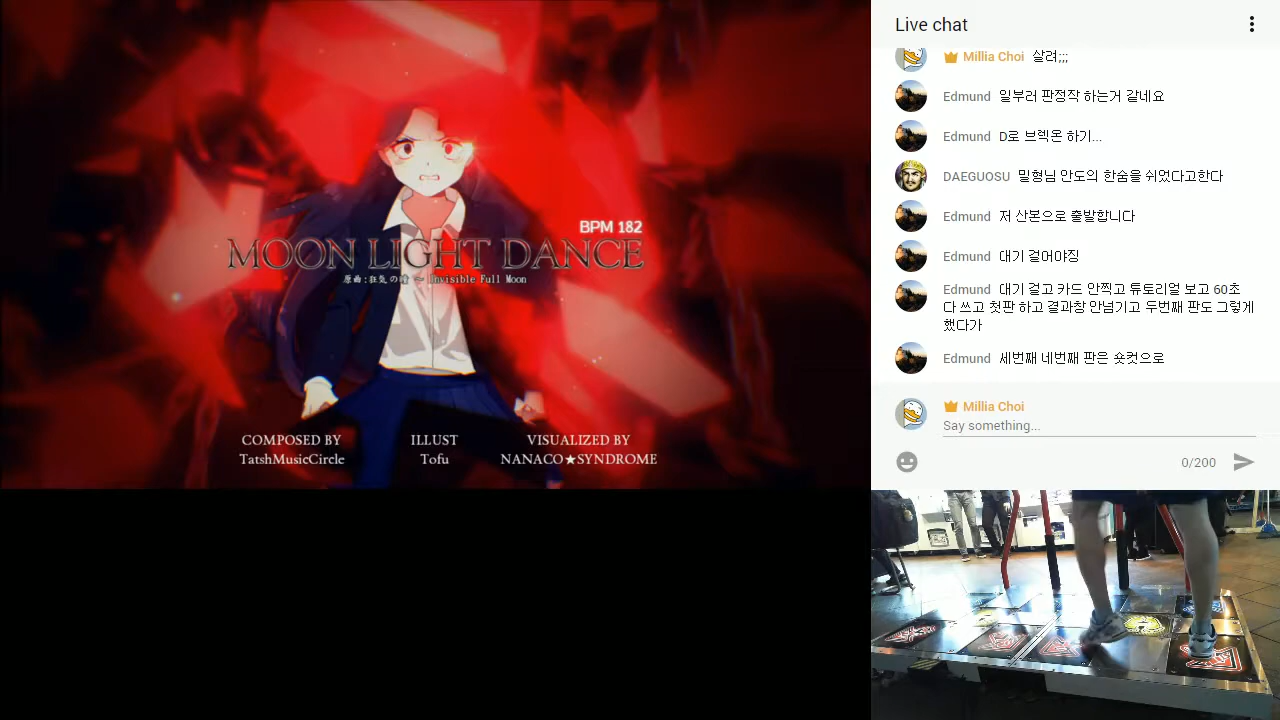 BPM 182
MOON LIGHT DANCE
原曲:狂気の瞳 ~ Invisible Full Moon
COMPOSED BY
TatshMusicCircle
ILLUST
Tofu
VISUALIZED BY
NANACO★SYNDROME
Live chat
Millia Choi 살려;;;
Edmund 일부러 판정작 하는거 같네요
Edmund D로 브렉온 하기...
DAEGUOSU 밀형님 안도의 한숨을 쉬었다고한다
Edmund 저 산본으로 출발합니다
Edmund 대기 걸어야징
Edmund 대기 걸고 카드 안찍고 튜토리얼 보고 60초
다 쓰고 첫판 하고 결과창 안넘기고 두번째 판도 그렇게
했다가
Edmund 세번째 네번째 판은 숏컷으로
Millia Choi
Say something...
0/200